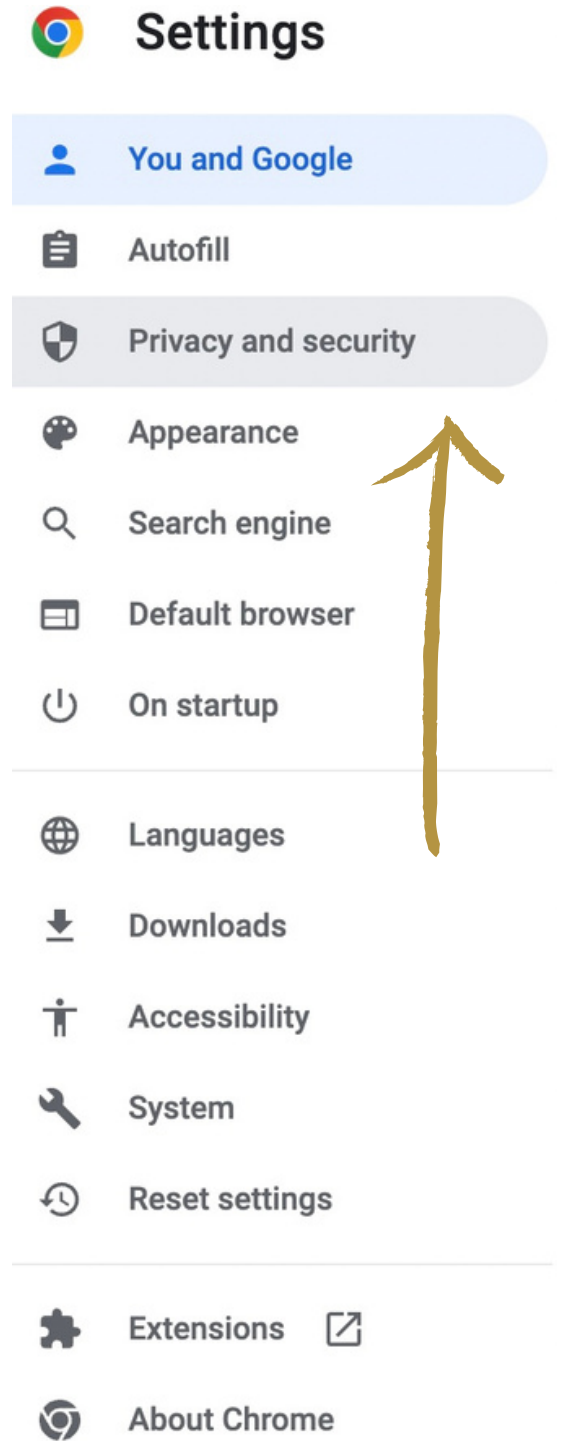 Settings
You and Google
Autofill
Privacy and security
Appearance
Search engine
Default browser
On startup
Languages
Downloads
Accessibility
System
Reset settings
Extensions
About Chrome